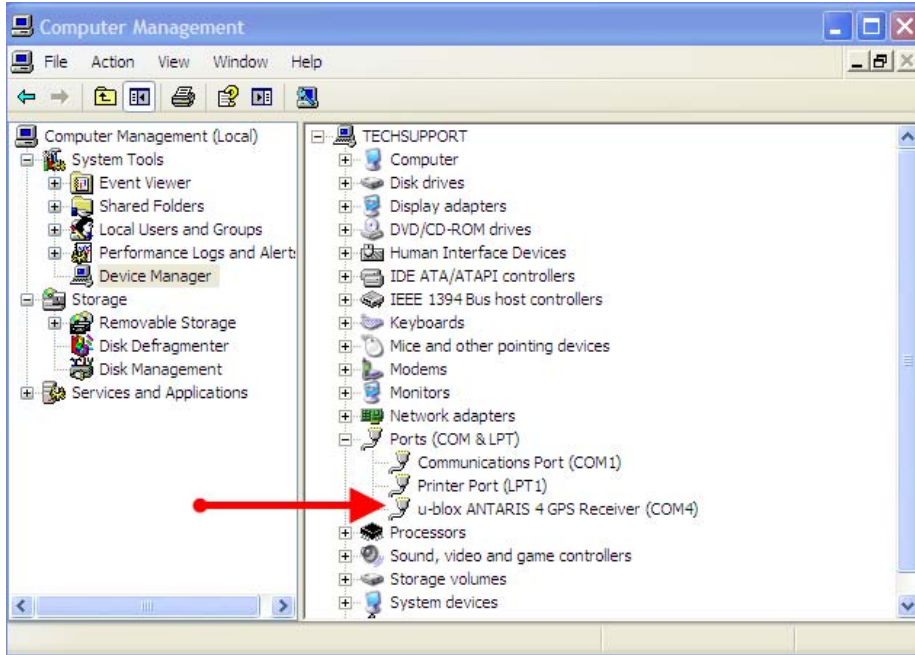 Computer Management
File Action View Window Help
Computer Management (Local)
System Tools
Event Viewer
Shared Folders
Local Users and Groups
Performance Logs and Alert
Device Manager
Storage
Removable Storage
Disk Defragmenter
Disk Management
Services and Applications
TECHSUPPORT
Computer
Disk drives
Display adapters
DVD/CD-ROM drives
Human Interface Devices
IDE ATA/ATAPI controllers
IEEE 1394 Bus host controllers
Keyboards
Mice and other pointing devices
Modems
Monitors
Network adapters
Ports (COM & LPT)
Communications Port (COM1)
Printer Port (LPT1)
u-blox ANTARIS 4 GPS Receiver (COM4)
Processors
Sound, video and game controllers
Storage volumes
System devices